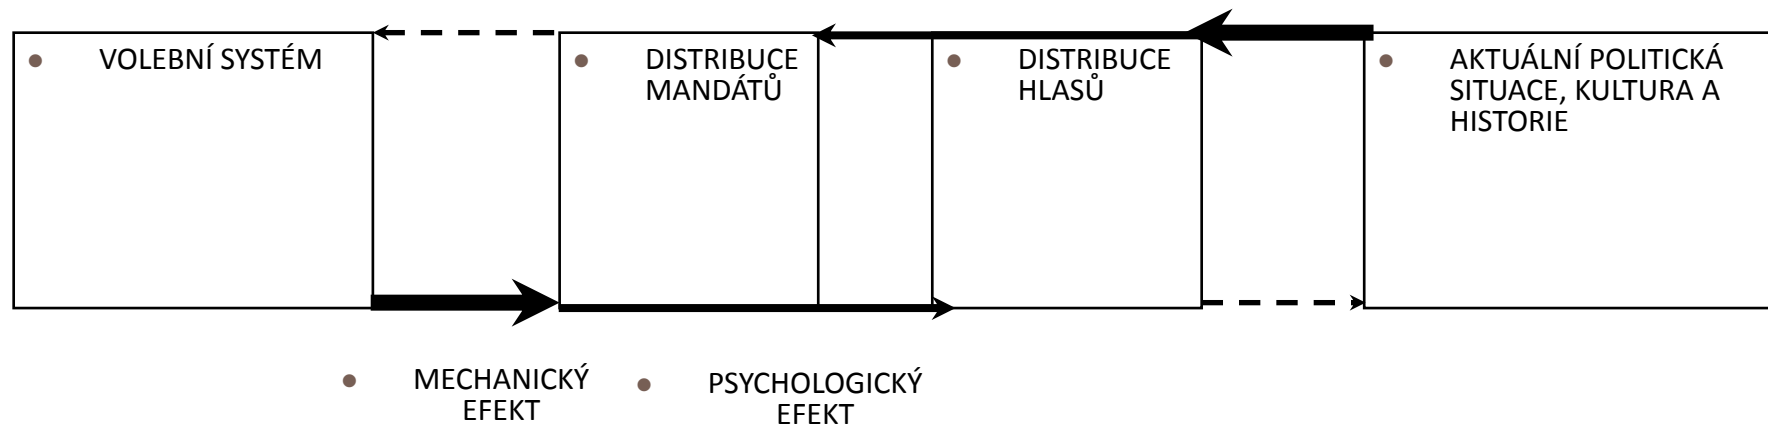 VOLEBNÍ SYSTÉM
DISTRIBUCE
MANDÁTŮ
DISTRIBUCE
HLASŮ
AKTUÁLNÍ POLITICKÁ
SITUACE, KULTURA A
HISTORIE
MECHANICKÝ
EFEKT
PSYCHOLOGICKÝ
EFEKT